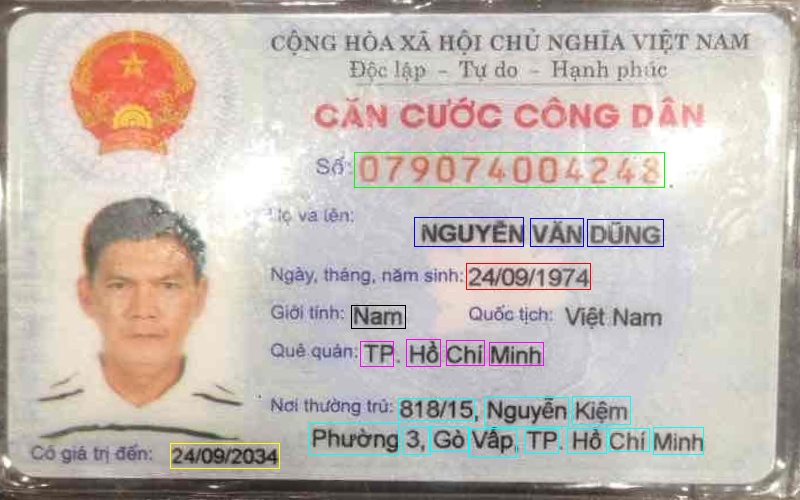 CỘNG HÒA XÃ HỘI CHỦ NGHĨA VIỆT NAM
Độc lập - Tự do - Hạnh phúc
CĂN CƯỚC CÔNG DÂN
Số: 079074004248
Họ và tên: NGUYỄN VĂN DŨNG
Ngày, tháng, năm sinh: 24/09/1974
Giới tính: Nam Quốc tịch: Việt Nam
Quê quán: TP. Hồ Chí Minh
Nơi thường trú: 818/15, Nguyễn Kiệm
Phường 3, Gò Vấp, TP. Hồ Chí Minh
Có giá trị đến: 24/09/2034